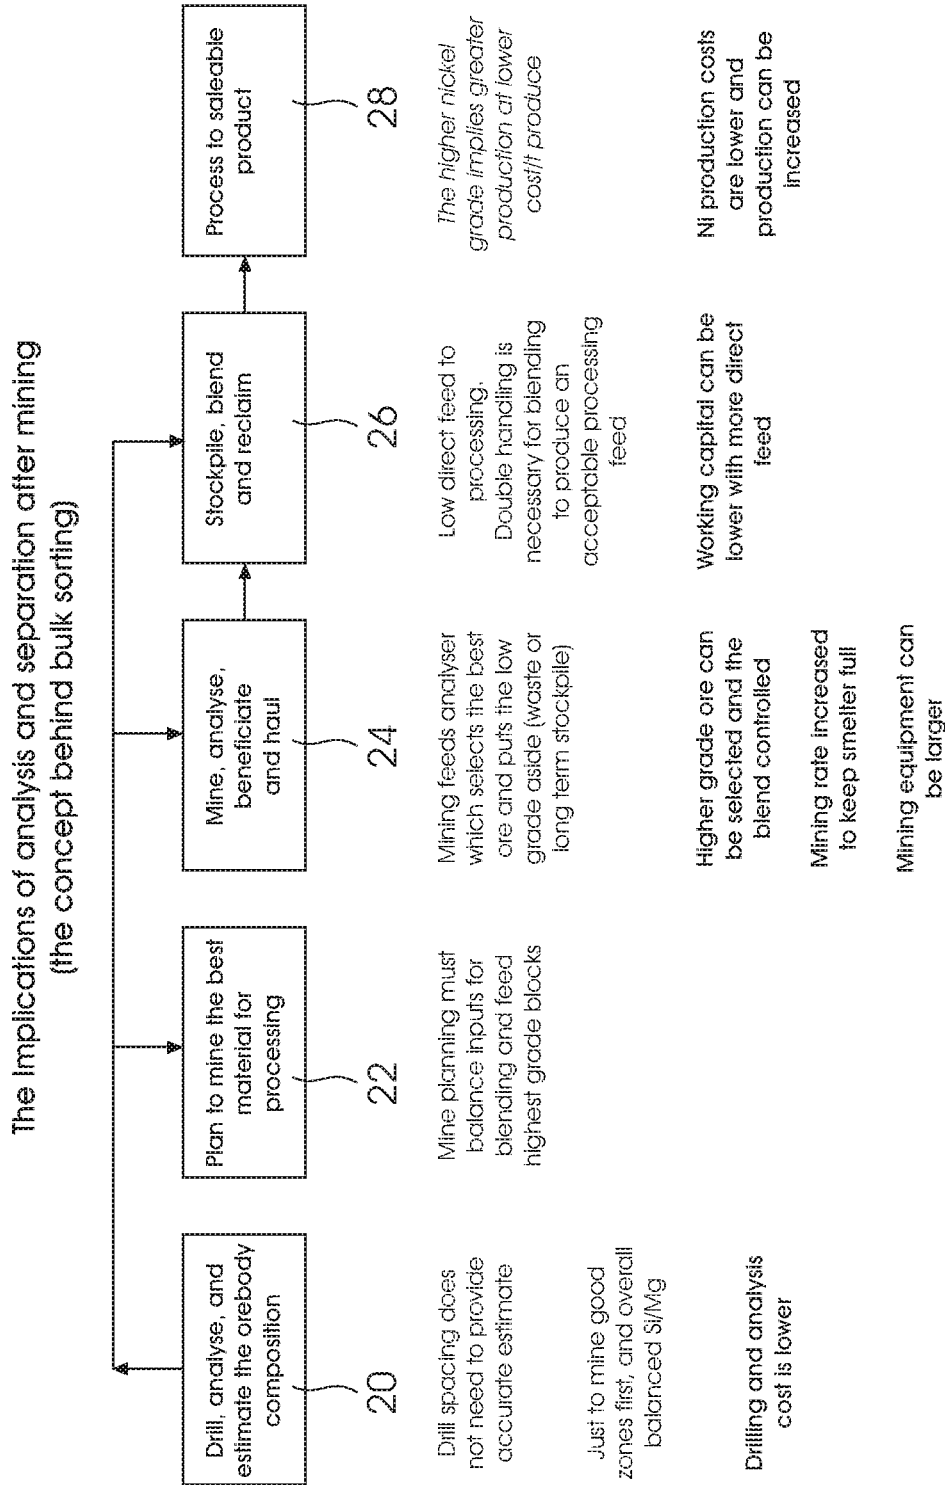 The Implications of analysis and separation after mining
(the concept behind bulk sorting)
Drill, analyse, and
estimate the orebody
composition
20
Drill spacing does
not need to provide
accurate estimate
Just to mine good
zones first, and overall
balanced Si/Mg
Drilling and analysis
cost is lower
Plan to mine the best
material for
processing
22
Mine planning must
balance inputs for
blending and feed
highest grade blocks
Mine, analyse,
beneficiate
and haul
24
Mining feeds analyser
which selects the best
ore and puts the low
grade aside (waste or
long term stockpile)
Higher grade ore can
be selected and the
blend controlled
Mining rate increased
to keep smelter full
Mining equipment can
be larger
Stockpile, blend
and reclaim
26
Low direct feed to
processing.
Double handling is
necessary for blending
to produce an
acceptable processing
feed
Working capital can be
lower with more direct
feed
Process to saleable
product
28
The higher nickel
grade implies greater
production at lower
cost/t produce
Ni production costs
are lower and
production can be
increased